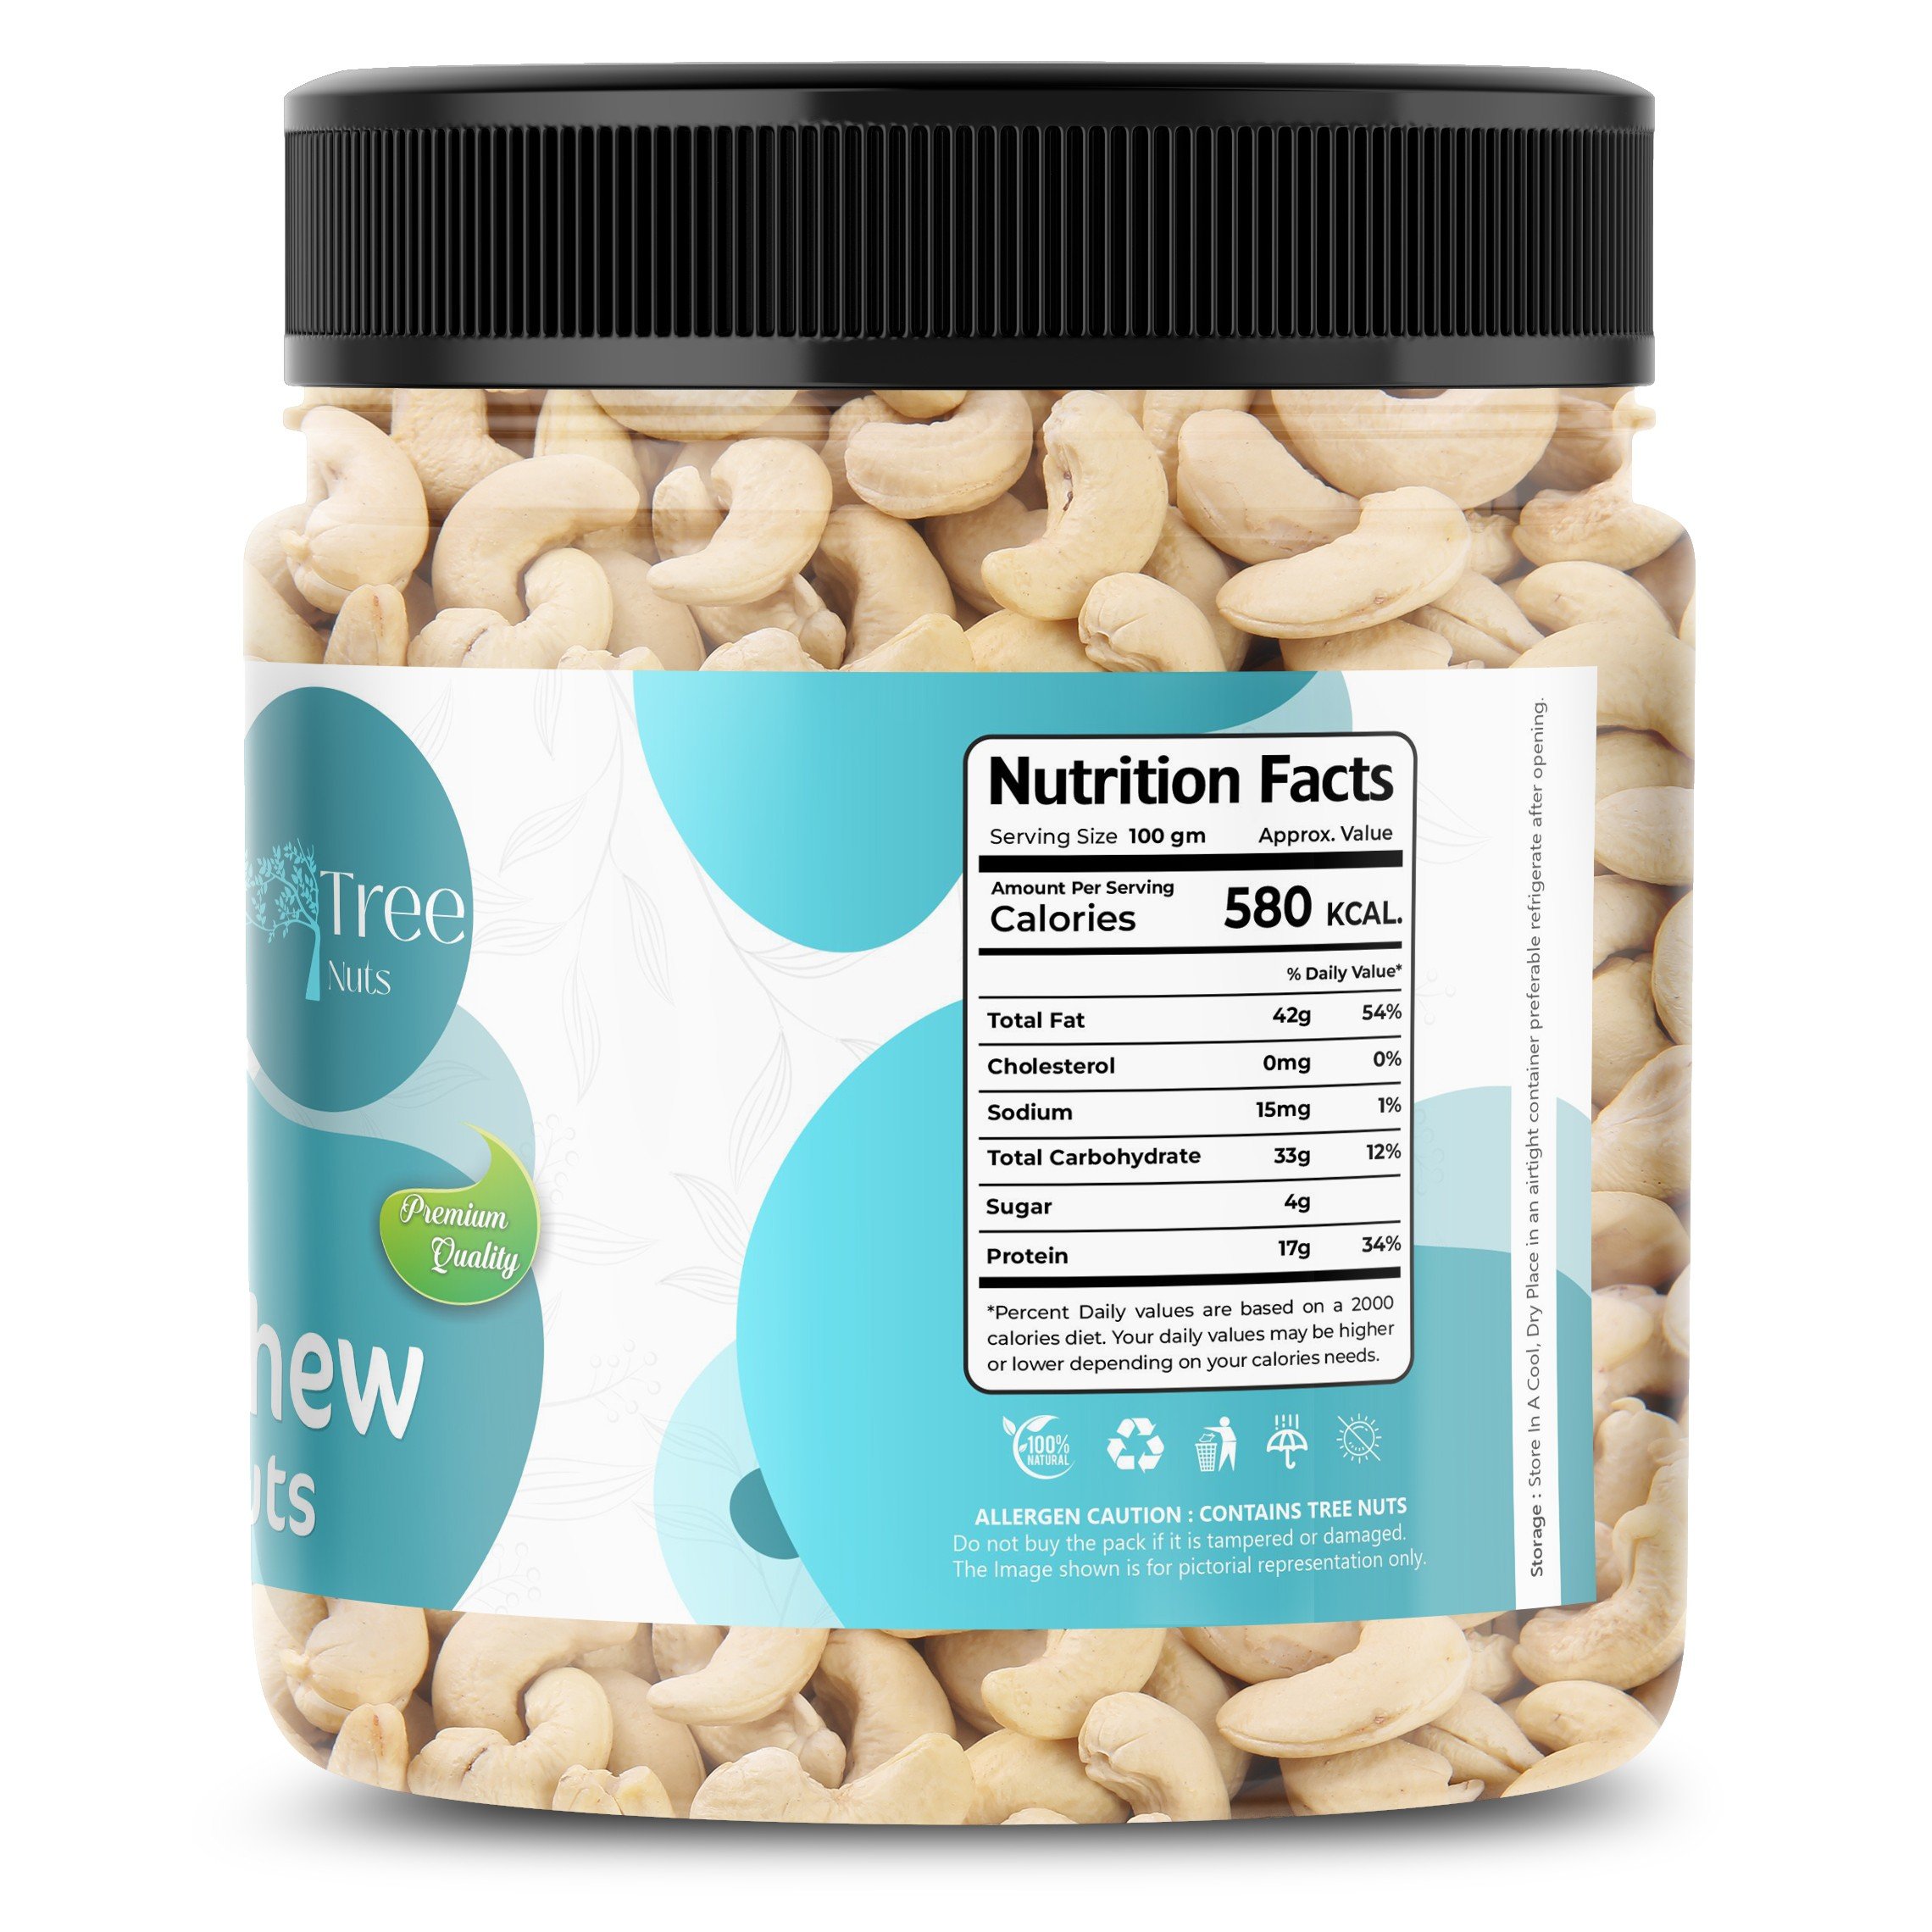 Tree
Nuts
Premium
Quality
Nutrition Facts
Serving Size 100 gm Approx. Value
Amount Per Serving
Calories 580 KCAL.
% Daily Value*
Total Fat 42g 54%
Cholesterol 0mg 0%
Sodium 15mg 1%
Total Carbohydrate 33g 12%
Sugar 4g
Protein 17g 34%
*Percent Daily values are based on a 2000
calories diet. Your daily values may be higher
or lower depending on your calories needs.
100%
NATURAL
ALLERGEN CAUTION : CONTAINS TREE NUTS
Do not buy the pack if it is tampered or damaged.
The Image shown is for pictorial representation only.
Storage : Store In A Cool, Dry Place in an airtight container preferable refrigerate after opening.